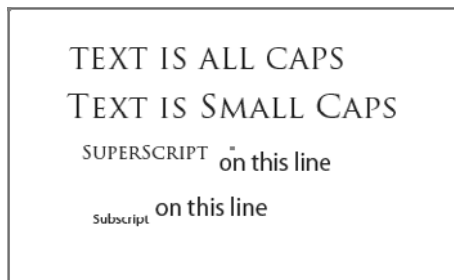 TEXT IS ALL CAPS
TEXT IS SMALL CAPS
SUPERSCRIPT on this line
Subscript on this line